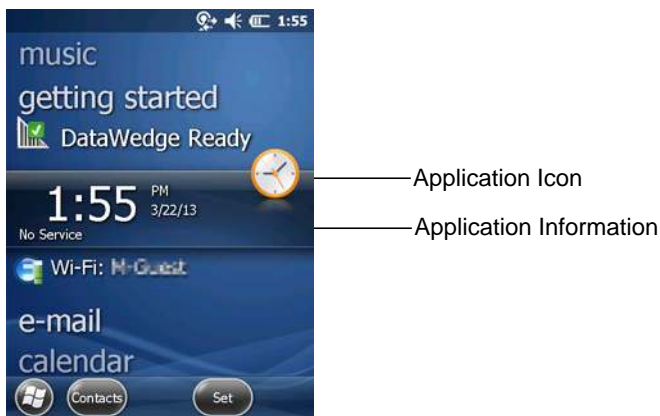 1:55
music
getting started
DataWedge Ready
1:55 PM
3/22/13
No Service
Wi-Fi:
e-mail
calendar
Contacts
Set
Application Icon
Application Information